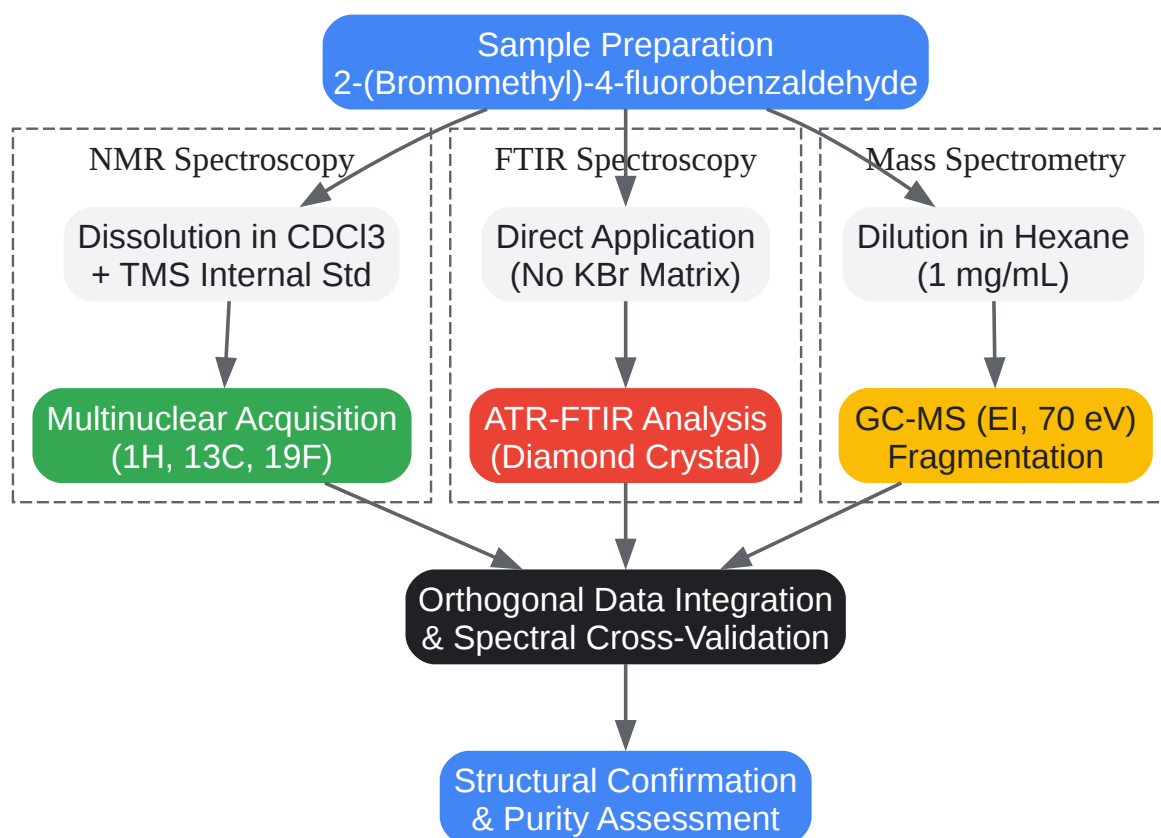 Sample Preparation
2-(Bromomethyl)-4-fluorobenzaldehyde
NMR Spectroscopy
FTIR Spectroscopy
Mass Spectrometry
Dissolution in CDCl3
+ TMS Internal Std
Direct Application
(No KBr Matrix)
Dilution in Hexane
(1 mg/mL)
Multinuclear Acquisition
(1H, 13C, 19F)
ATR-FTIR Analysis
(Diamond Crystal)
GC-MS (EI, 70 eV)
Fragmentation
Orthogonal Data Integration
& Spectral Cross-Validation
Structural Confirmation
& Purity Assessment